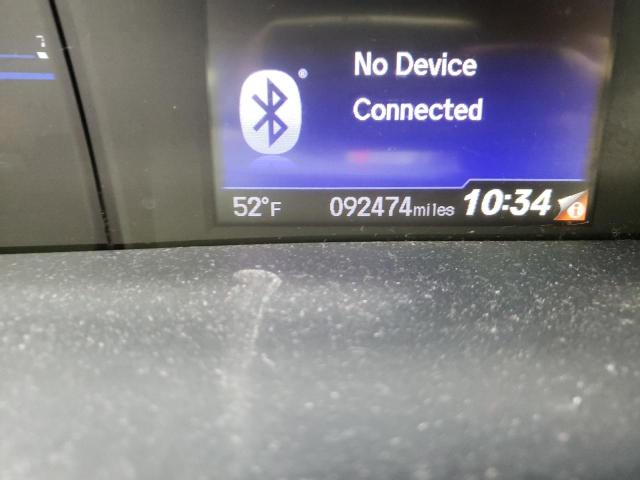 No Device
®
Connected
52°F
092474miles
10:34
i